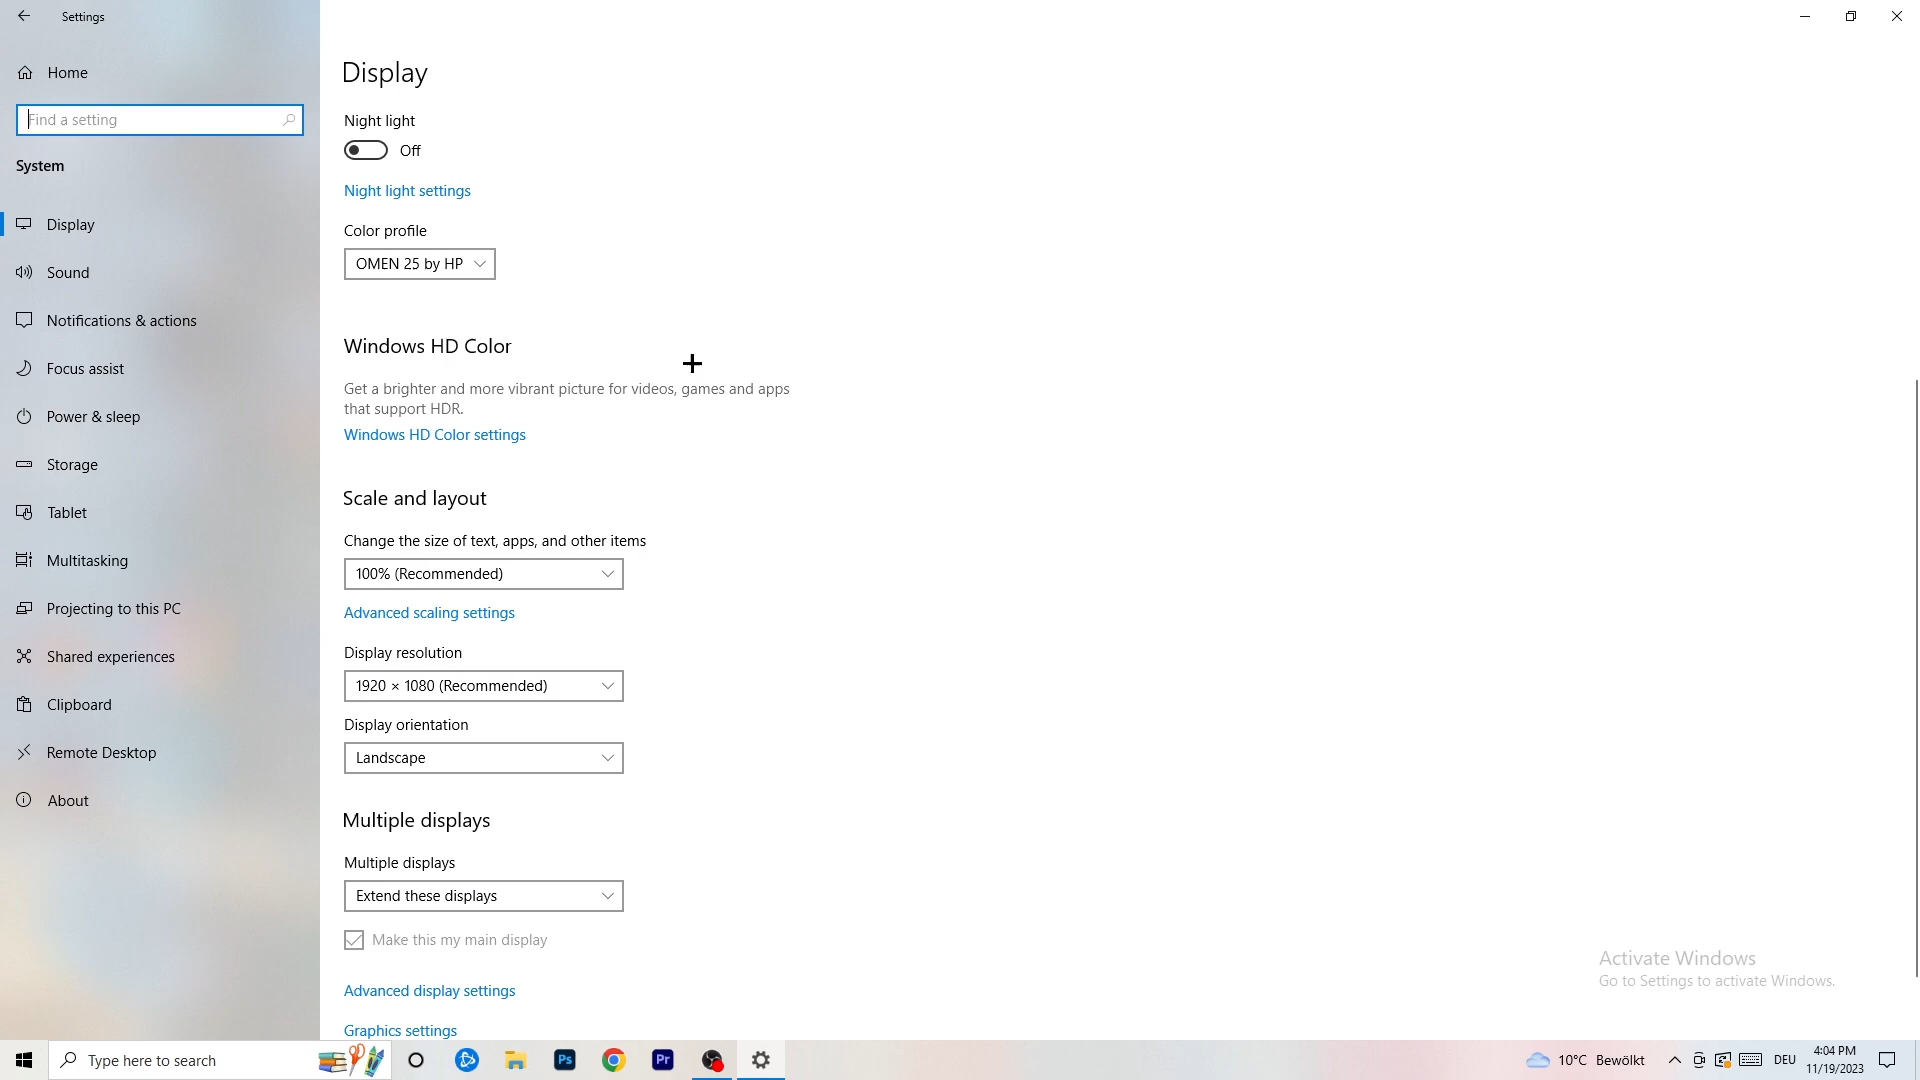 Settings
Home
Find a setting
System
Display
Sound
Notifications & actions
Focus assist
Power & sleep
Storage
Tablet
Multitasking
Projecting to this PC
Shared experiences
Clipboard
Remote Desktop
About
Display
Night light
Off
Night light settings
Color profile
OMEN 25 by HP
Windows HD Color
Get a brighter and more vibrant picture for videos, games and apps
that support HDR.
Windows HD Color settings
Scale and layout
Change the size of text, apps, and other items
100% (Recommended)
Advanced scaling settings
Display resolution
1920 × 1080 (Recommended)
Display orientation
Landscape
Multiple displays
Multiple displays
Extend these displays
Make this my main display
Advanced display settings
Graphics settings
Activate Windows
Go to Settings to activate Windows.
Type here to search
Ps
Pr
10°C Bewölkt
DEU
4:04 PM
11/19/2023